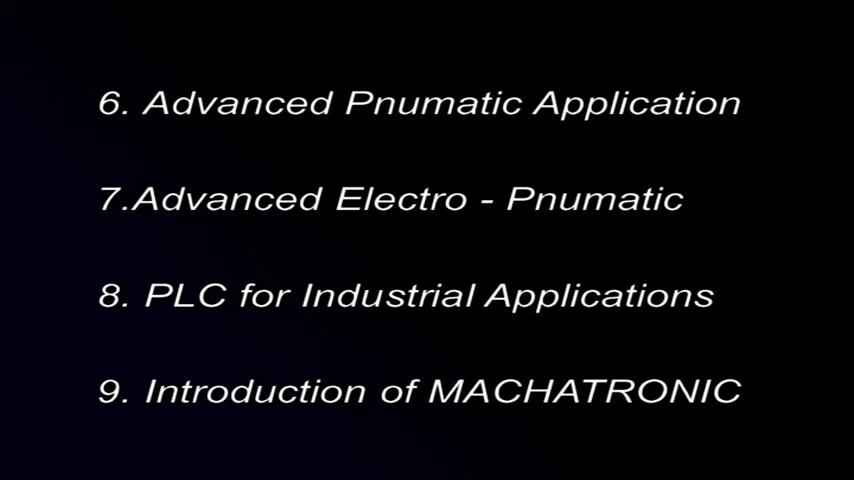 6. Advanced Pnumatic Application
7.Advanced Electro - Pnumatic
8. PLC for Industrial Applications
9. Introduction of MACHATRONIC